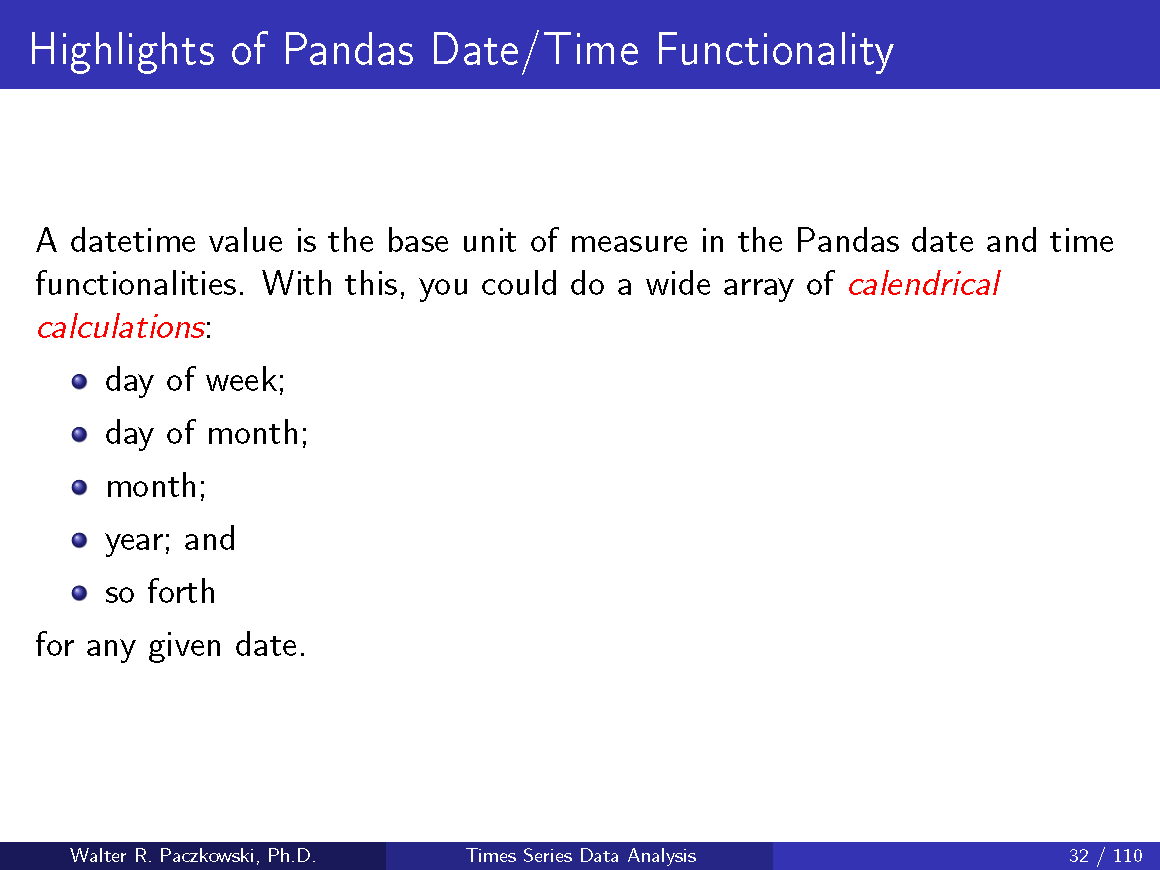 Highlights of Pandas Date/Time Functionality
A datetime value is the base unit of measure in the Pandas date and time
functionalities. With this, you could do a wide array of calendrical
calculations:
day of week;
day of month;
month;
year; and
so forth
for any given date.
Walter R. Paczkowski, Ph.D. Times Series Data Analysis 32 / 110